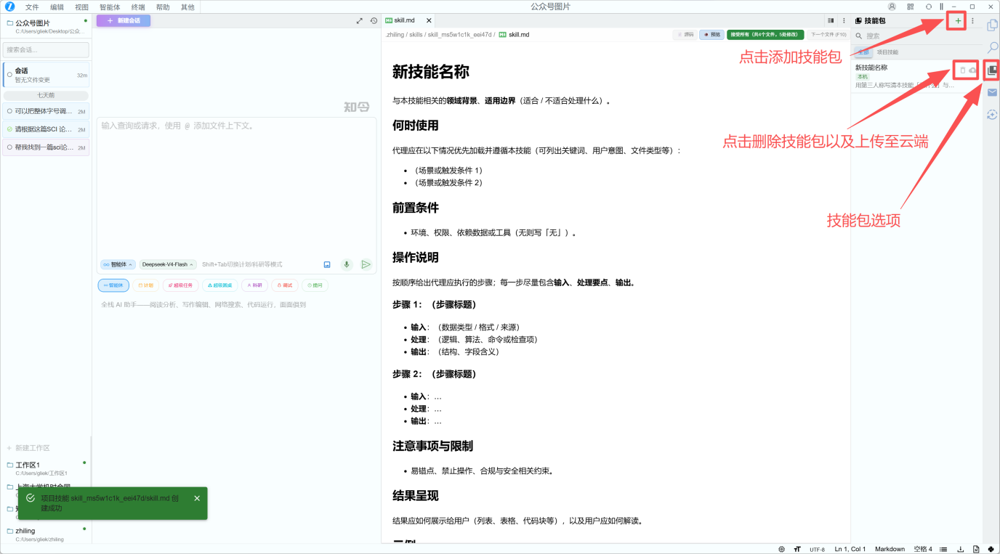 文件 编辑 视图 智能体 终端 帮助 其他
公众号图片
公众号图片
C:/Users/gliek/Desktop/公众...
搜索会话...
会话
暂无文件变更
32m
七天前
可以把整体字号调... 2M
请根据这篇SCI 论... 2M
帮我找到一篇sci论... 2M
+ 新建工作区
工作区1
C:/Users/gliek/工作区1
zhiling
C:/Users/gliek/zhiling
项目技能 skill_ms5w1c1k_eei47d/skill.md 创
建成功
+ 新建会话
输入查询或请求，使用 @ 添加文件上下文。
智能体
Deepseek-V4-Flash
Shift+Tab切换计划/科研等模式
智能体 计划 超级任务 超级圆桌 科研 调试 提问
全栈 AI 助手——阅读分析、写作编辑、网络搜索、代码运行，面面俱到
skill.md
.zhiling / skills / skill_ms5w1c1k_eei47d / skill.md
源码 预览 接受所有（共4个文件，5处修改） 下一个文件 (F10)
新技能名称
与本技能相关的领域背景、适用边界（适合 / 不适合处理什么）。
何时使用
代理应在以下情况优先加载并遵循本技能（可列出关键词、用户意图、文件类型等）：
（场景或触发条件 1）
（场景或触发条件 2）
前置条件
环境、权限、依赖数据或工具（无则写「无」）。
操作说明
按顺序给出代理应执行的步骤；每一步尽量包含输入、处理要点、输出。
步骤 1：（步骤标题）
输入：（数据类型 / 格式 / 来源）
处理：（逻辑、算法、命令或检查项）
输出：（结构、字段含义）
步骤 2：（步骤标题）
输入：...
处理：...
输出：...
注意事项与限制
易错点、禁止操作、合规与安全相关约束。
结果呈现
结果应如何展示给用户（列表、表格、代码块等），以及用户应如何解读。
技能包
搜索
全部 项目技能
新技能名称
本机
用第三人称写清本技能
点击添加技能包
点击删除技能包以及上传至云端
技能包选项
UTF-8 Ln 1, Col 1 Markdown 空格 4